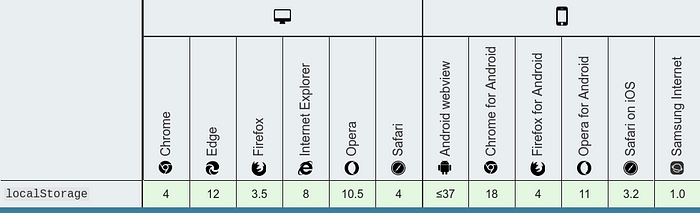 Chrome
Edge
Firefox
Internet Explorer
Opera
Safari
Android webview
Chrome for Android
Firefox for Android
Opera for Android
Safari on iOS
Samsung Internet
localStorage 4 12 3.5 8 10.5 4 ≤37 18 4 11 3.2 1.0